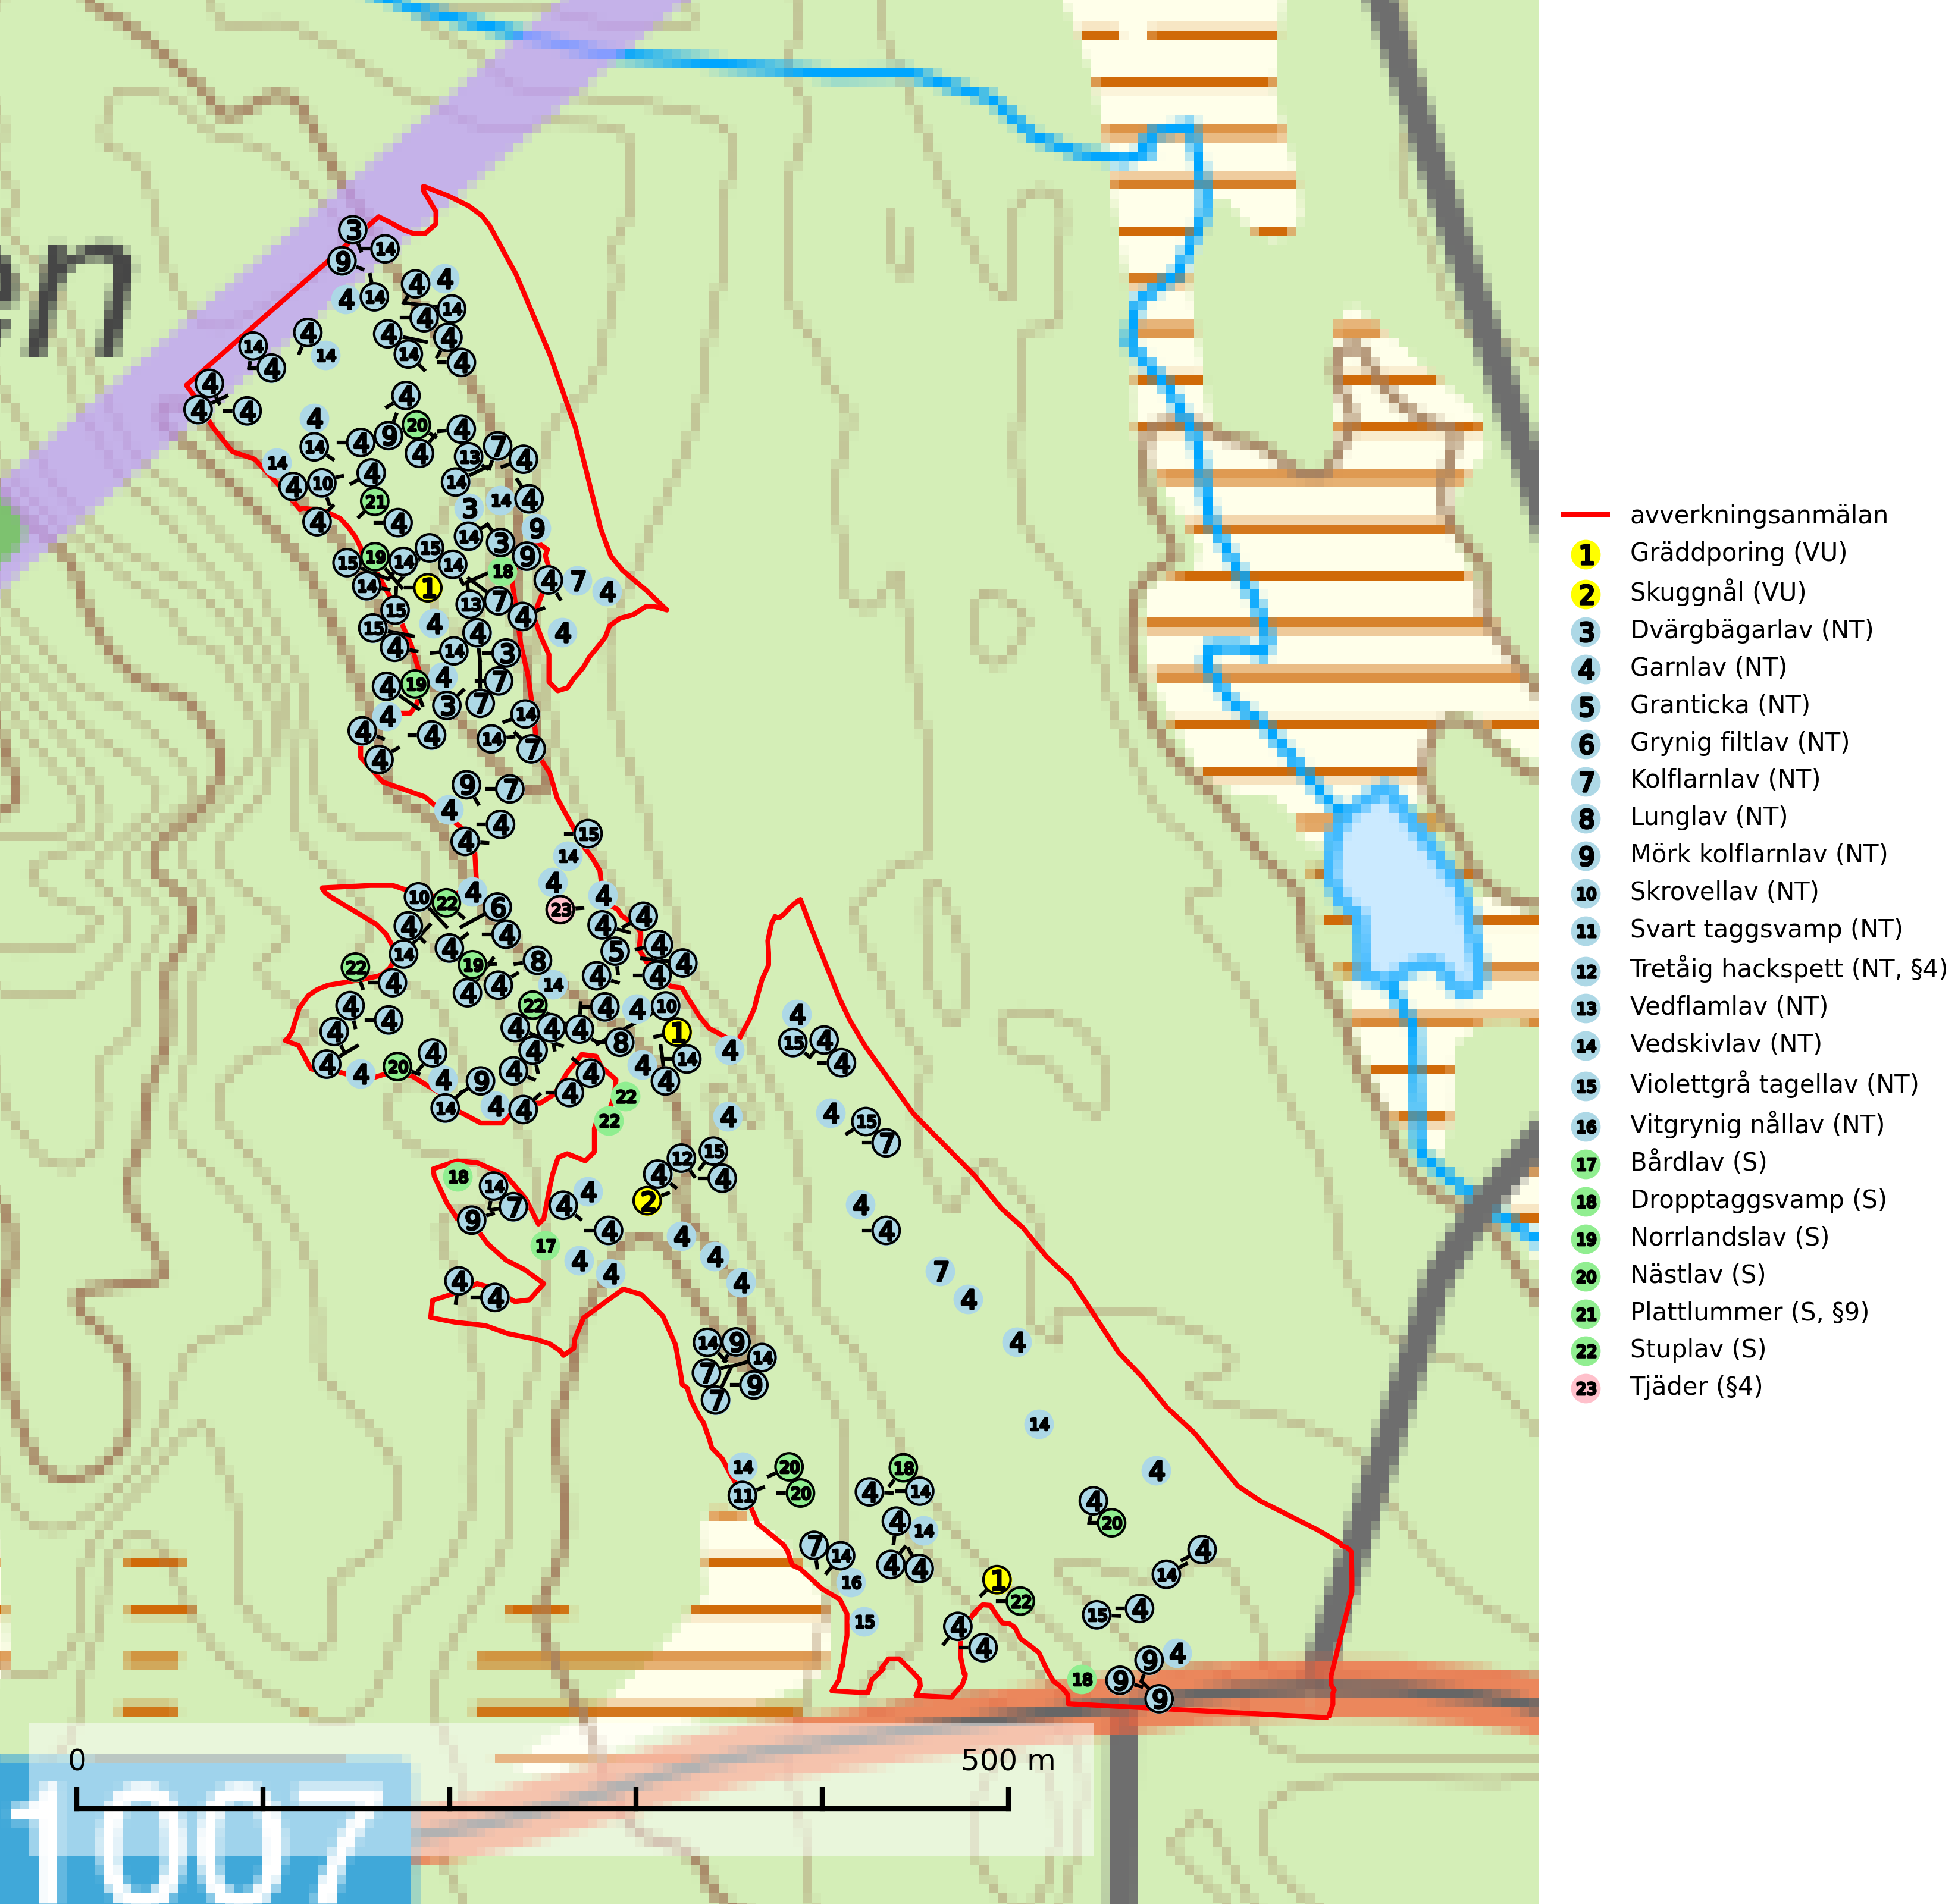 en
avverkningsanmälan
1 Gräddporing (VU)
2 Skuggnål (VU)
3 Dvärgbägarlav (NT)
4 Garnlav (NT)
5 Granticka (NT)
6 Grynig filtlav (NT)
7 Kolflarnlav (NT)
8 Lunglav (NT)
9 Mörk kolflarnlav (NT)
10 Skrovellav (NT)
11 Svart taggsvamp (NT)
12 Tretåig hackspett (NT, §4)
13 Vedflamlav (NT)
14 Vedskivlav (NT)
15 Violettgrå tagellav (NT)
16 Vitgrynig nållav (NT)
17 Bårdlav (S)
18 Dropptaggsvamp (S)
19 Norrlandslav (S)
20 Nästlav (S)
21 Plattlummer (S, §9)
22 Stuplav (S)
23 Tjäder (§4)
0 500 m
1007